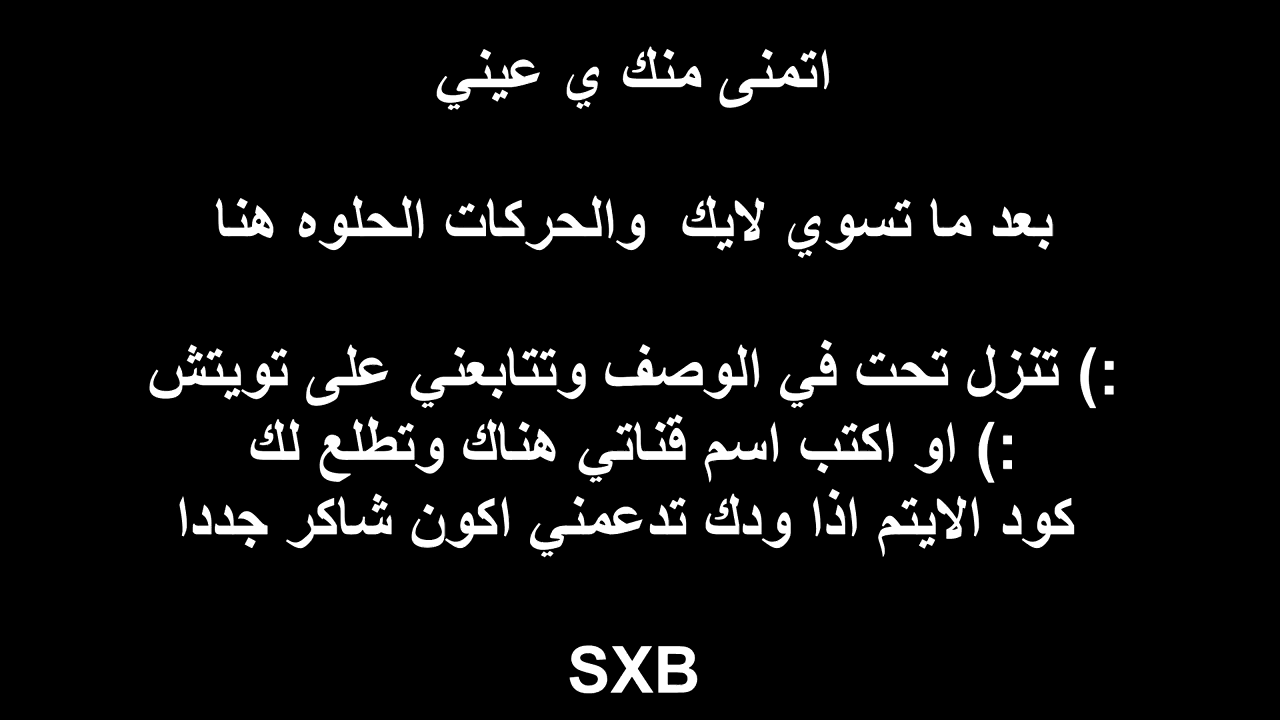 اتمنى منك ي عيني
بعد ما تسوي لايك والحركات الحلوه هنا
:) تنزل تحت في الوصف وتتابعني على تويتش
:) او اكتب اسم قناتي هناك وتطلع لك
كود الايتم اذا ودك تدعمني اكون شاكر جددا
SXB